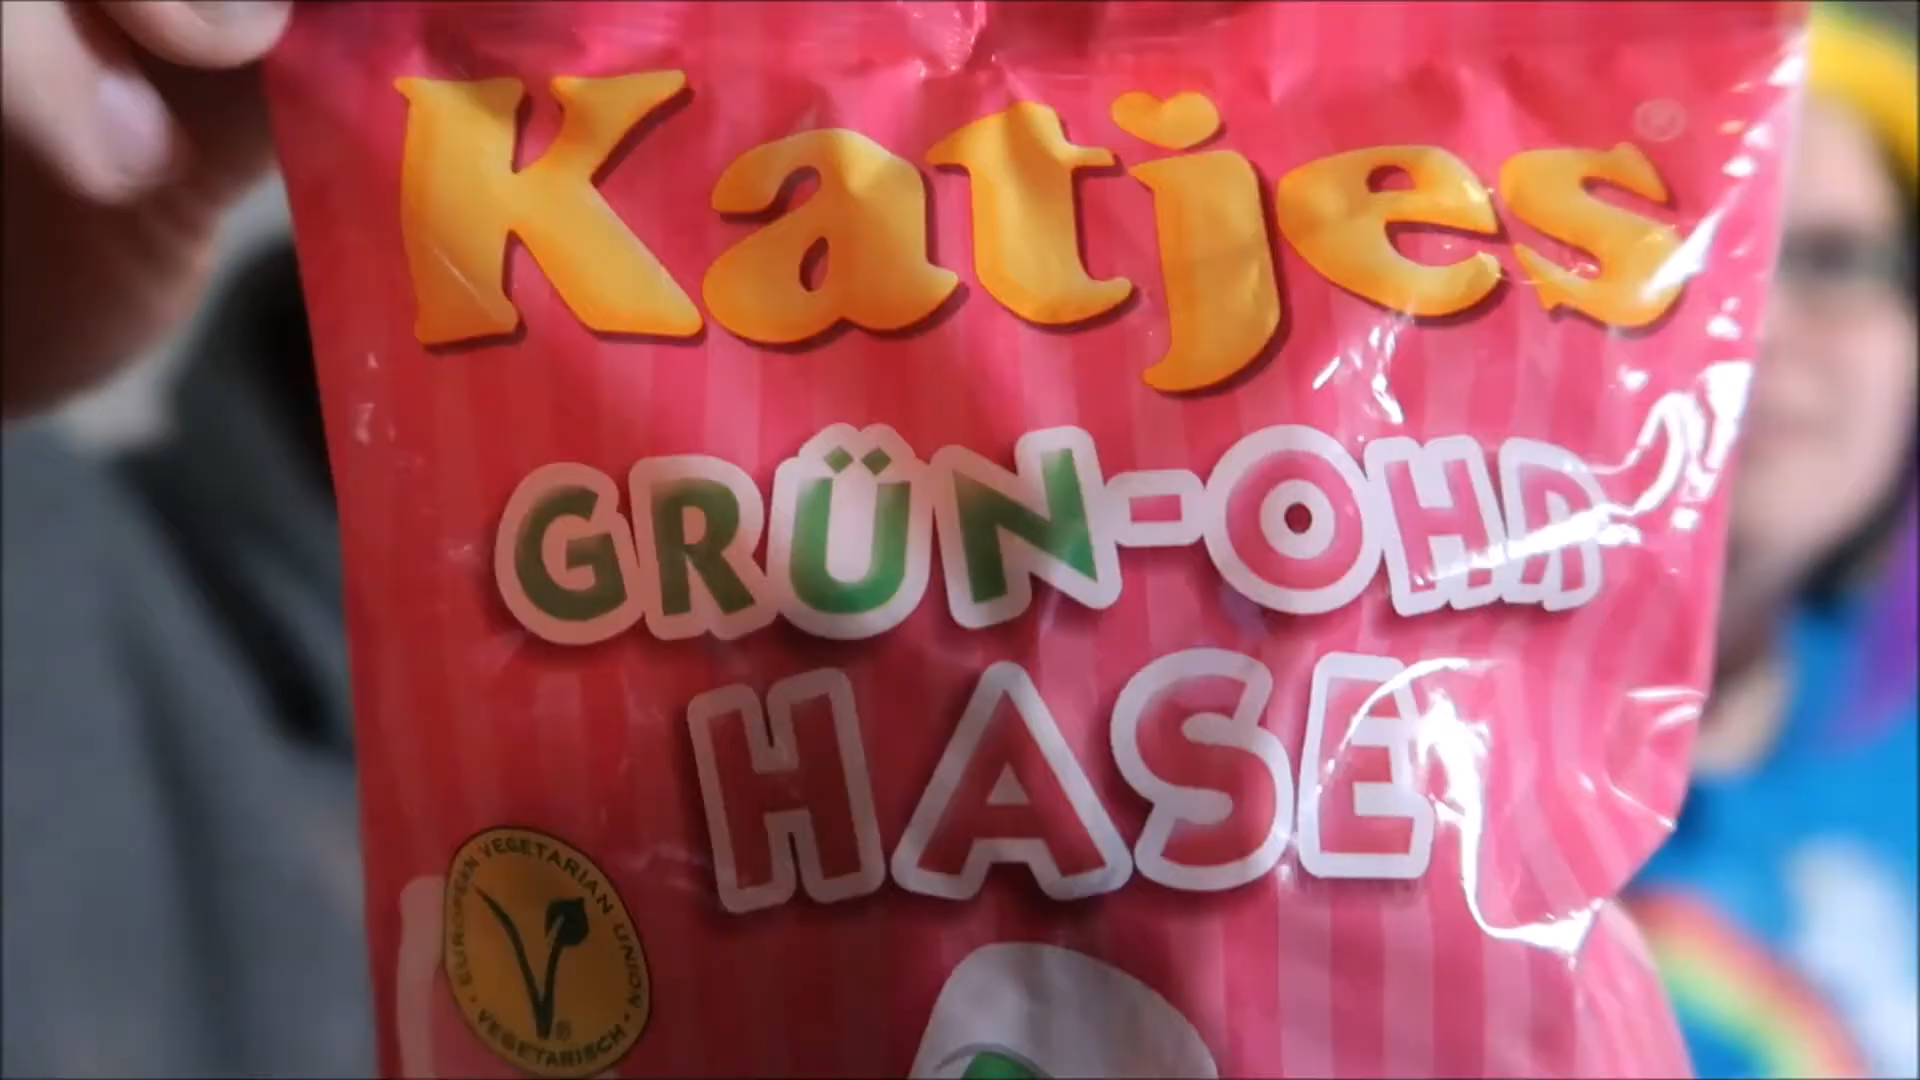 Katjes
GRÜN-OHR
HASE
EUROPEAN VEGETARIAN UNION
VEGETARISCH
®